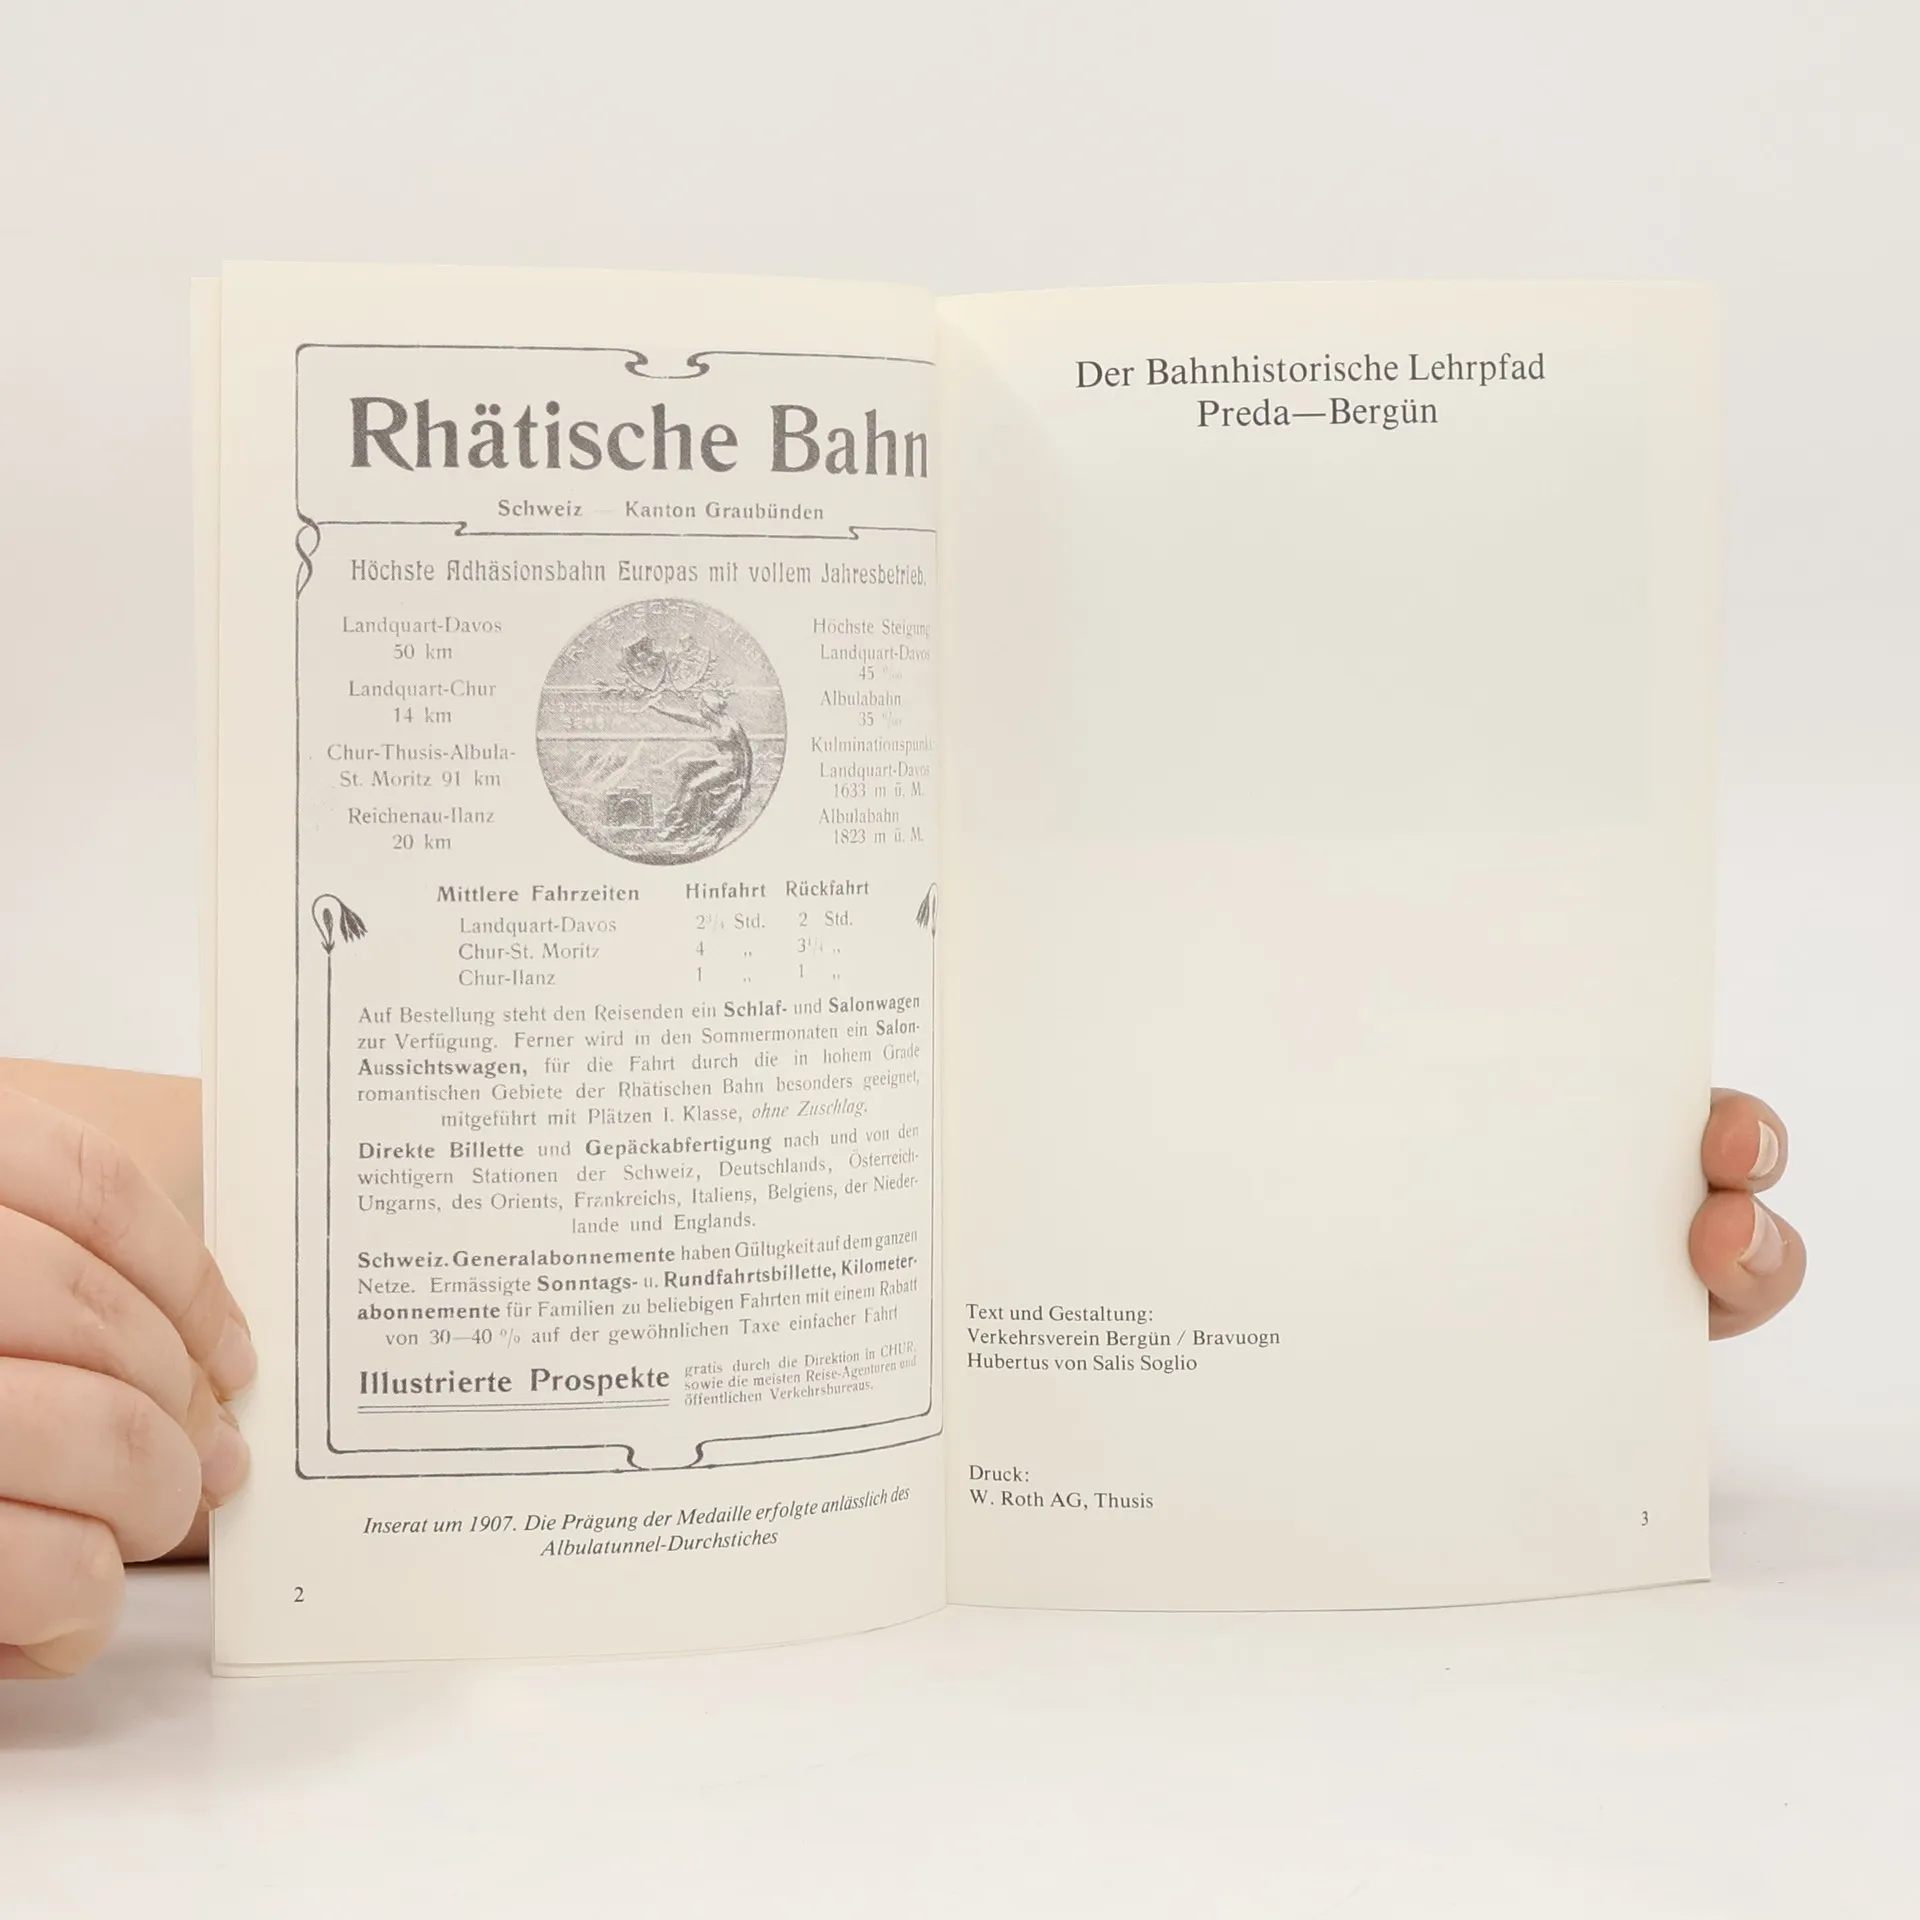 Rhätische Bahn
Schweiz — Kanton Graubünden
Höchste Adhäsionsbahn Europas mit vollem Jahresbetrieb.
Landquart-Davos
50 km
Landquart-Chur
14 km
Chur-Thusis-Albula-
St. Moritz 91 km
Reichenau-Ilanz
20 km
Höchste Steigung
Landquart-Davos
45 ‰
Albulabahn
35 ‰
Kulminationspunkt
Landquart-Davos
1633 m ü. M.
Albulabahn
1823 m ü. M.
Mittlere Fahrzeiten Hinfahrt Rückfahrt
Landquart-Davos Std. 2 Std.
Chur-St. Moritz 4 „ „
Chur-Ilanz 1 „ 1 „
Auf Bestellung steht den Reisenden ein Schlaf- und Salonwagen
zur Verfügung. Ferner wird in den Sommermonaten ein Salon-
Aussichtswagen, für die Fahrt durch die in hohem Grade
romantischen Gebiete der Rhätischen Bahn besonders geeignet,
mitgeführt mit Plätzen I. Klasse, ohne Zuschlag.
Direkte Billette und Gepäckabfertigung nach und von den
wichtigern Stationen der Schweiz, Deutschlands, Österreich-
Ungarns, des Orients, Frankreichs, Italiens, Belgiens, der Nieder-
lande und Englands.
Schweiz. Generalabonnemente haben Gültigkeit auf dem ganzen
Netze. Ermässigte Sonntags- u. Rundfahrtsbillette, Kilometer-
abonnemente für Familien zu beliebigen Fahrten mit einem Rabatt
von 30—40 % auf der gewöhnlichen Taxe einfacher Fahrt
Illustrierte Prospekte
gratis durch die Direktion in CHUR,
sowie die meisten Reise-Agenturen und
öffentlichen Verkehrsbureaus.
Inserat um 1907. Die Prägung der Medaille erfolgte anlässlich des
Albulatunnel-Durchstiches
2
Der Bahnhistorische Lehrpfad
Preda—Bergün
Text und Gestaltung:
Verkehrsverein Bergün / Bravuogn
Hubertus von Salis Soglio
Druck:
W. Roth AG, Thusis
3